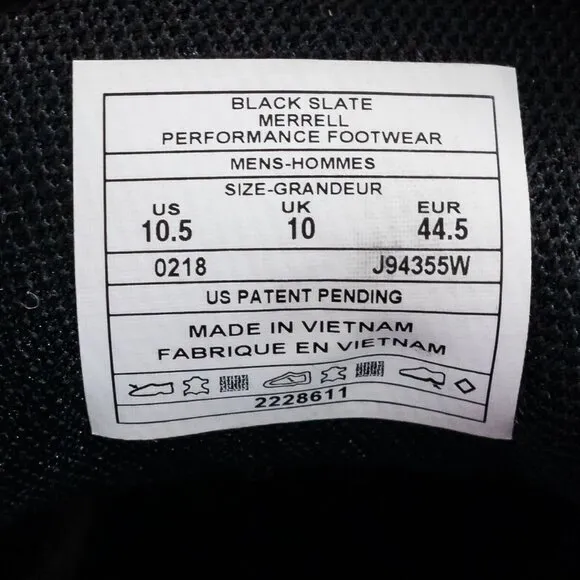 BLACK SLATE
MERRELL
PERFORMANCE FOOTWEAR
MENS-HOMMES
SIZE-GRANDEUR
US UK EUR
10.5 10 44.5
0218 J94355W
US PATENT PENDING
MADE IN VIETNAM
FABRIQUE EN VIETNAM
2228611